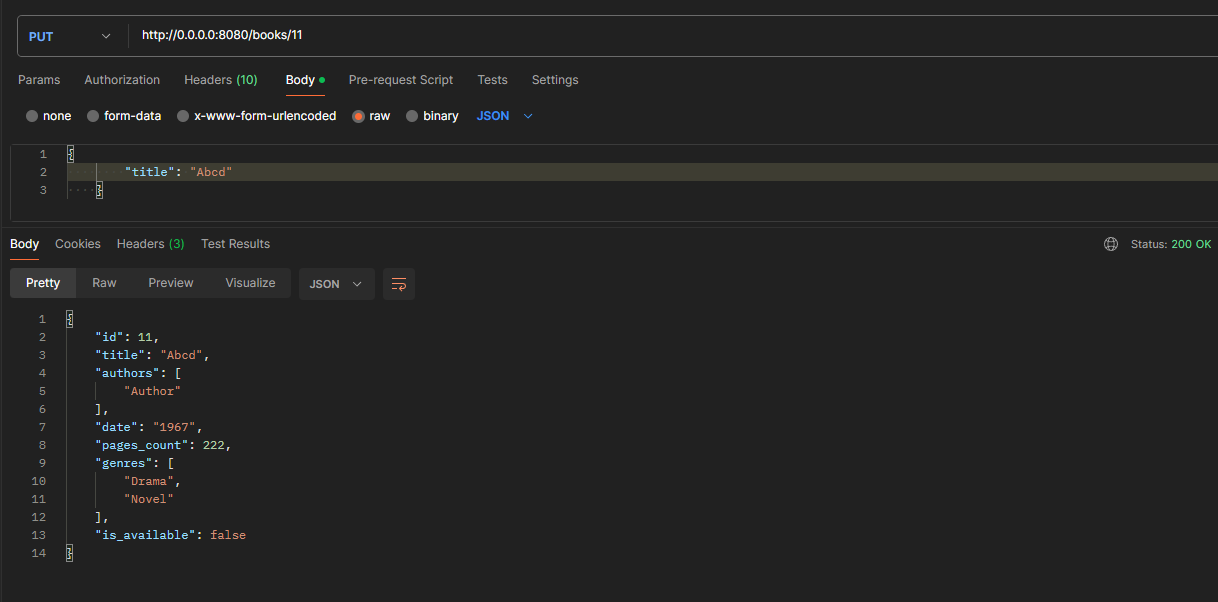 PUT http://0.0.0.0:8080/books/11
Params Authorization Headers (10) Body Pre-request Script Tests Settings
none form-data x-www-form-urlencoded raw binary JSON
1 {
2 "title": "Abcd"
3 }
Body Cookies Headers (3) Test Results Status: 200 OK
Pretty Raw Preview Visualize JSON
1 {
2 "id": 11,
3 "title": "Abcd",
4 "authors": [
5 "Author"
6 ],
7 "date": "1967",
8 "pages_count": 222,
9 "genres": [
10 "Drama",
11 "Novel"
12 ],
13 "is_available": false
14 }